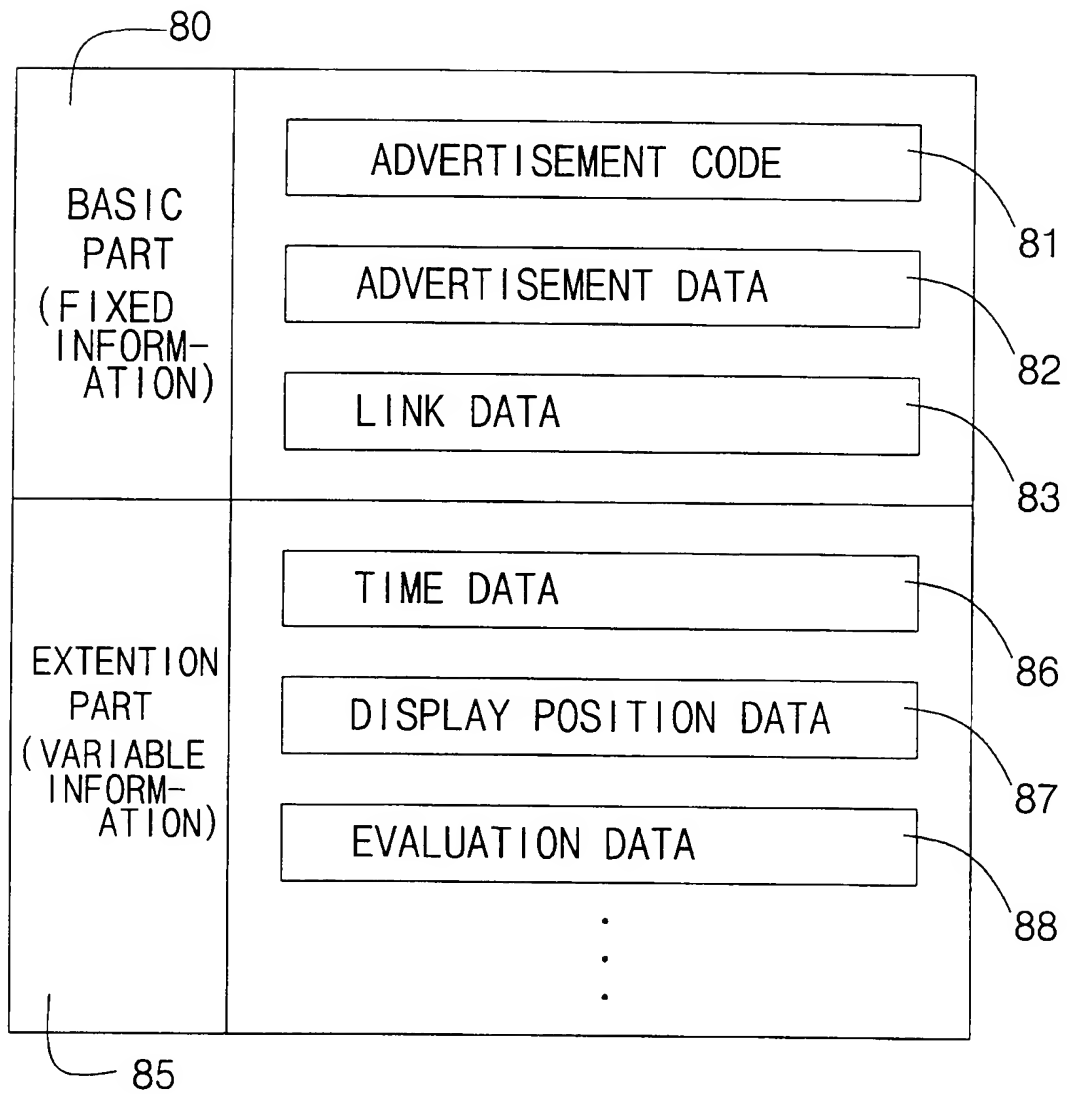 80
BASIC
PART
(FIXED
INFORM-
ATION)
ADVERTISEMENT CODE
81
ADVERTISEMENT DATA
82
LINK DATA
83
EXTENTION
PART
(VARIABLE
INFORM-
ATION)
TIME DATA
86
DISPLAY POSITION DATA
87
EVALUATION DATA
88
85